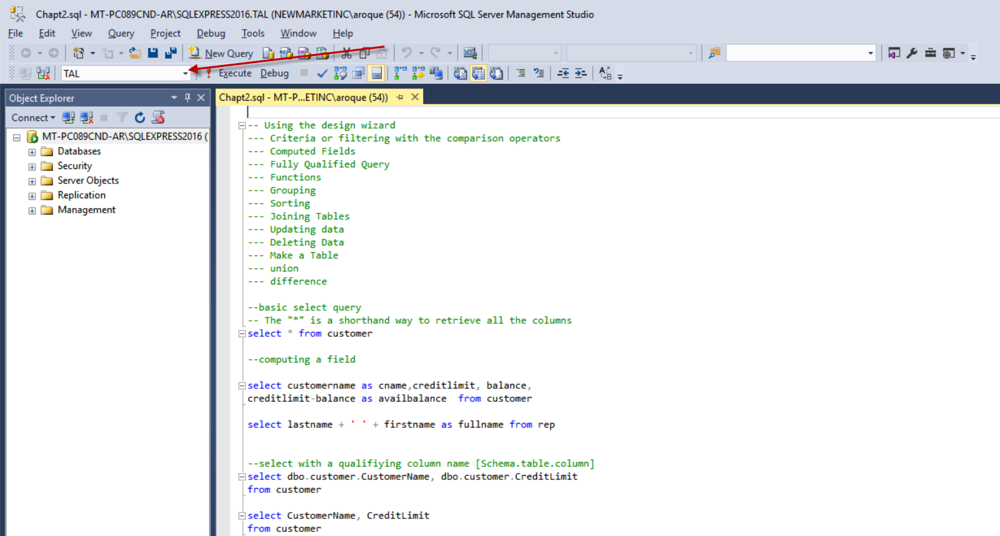 Chapt2.sql - MT-PC089CND-AR\SQLEXPRESS2016.TAL (NEWMARKETINC\aroque (54)) - Microsoft SQL Server Management Studio
File Edit View Query Project Debug Tools Window Help
New Query
TAL
Execute Debug
Object Explorer
Connect
MT-PC089CND-AR\SQLEXPRESS2016 (
Databases
Security
Server Objects
Replication
Management
Chapt2.sql - MT-P...ETINC\aroque (54))
-- Using the design wizard
--- Criteria or filtering with the comparison operators
--- Computed Fields
--- Fully Qualified Query
--- Functions
--- Grouping
--- Sorting
--- Joining Tables
--- Updating data
--- Deleting Data
--- Make a Table
--- union
--- difference
--basic select query
-- The "*" is a shorthand way to retrieve all the columns
select * from customer
--computing a field
select customername as cname,creditlimit, balance,
creditlimit-balance as availbalance  from customer
select lastname + ' ' + firstname as fullname from rep
--select with a qualifiying column name [Schema.table.column]
select dbo.customer.CustomerName, dbo.customer.CreditLimit
from customer
select CustomerName, CreditLimit
from customer